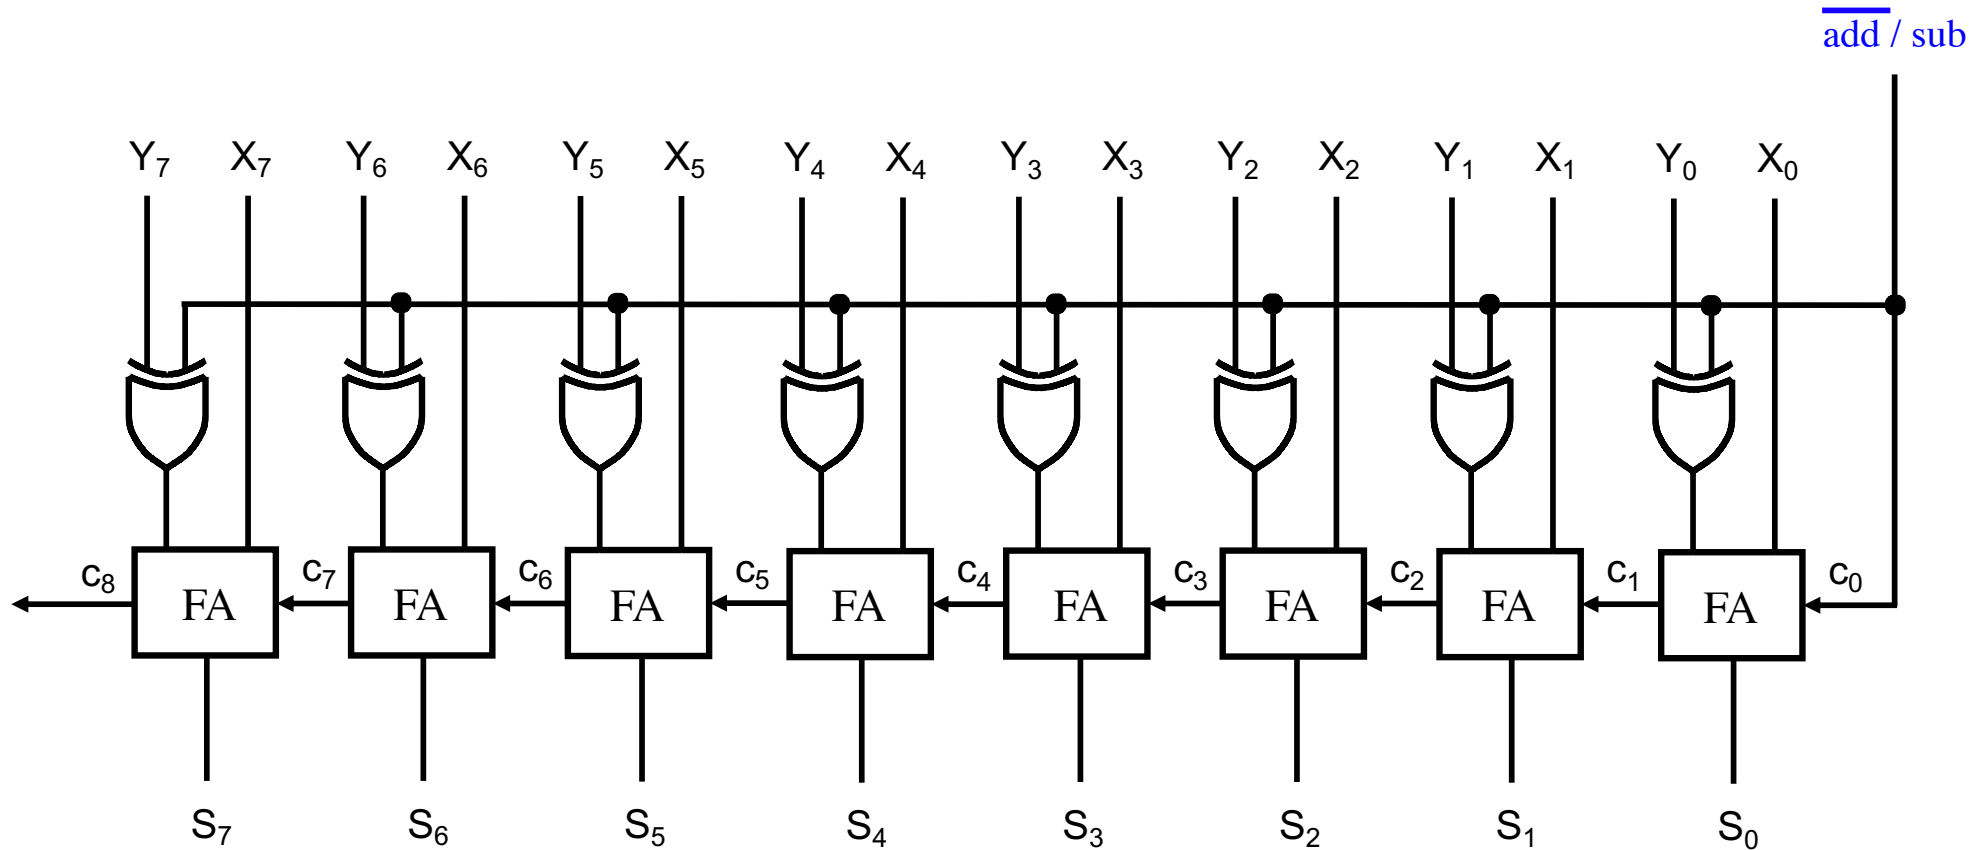 add / sub
Y7 X7 Y6 X6 Y5 X5 Y4 X4 Y3 X3 Y2 X2 Y1 X1 Y0 X0
c8 FA c7 FA c6 FA c5 FA c4 FA c3 FA c2 FA c1 FA c0
S7 S6 S5 S4 S3 S2 S1 S0